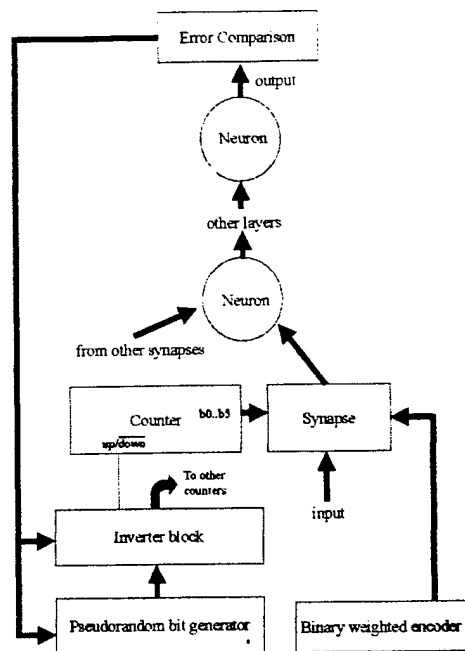 Error Comparison
output
Neuron
other layers
Neuron
from other synapses
Counter
b0..b5
up/down
Synapse
To other
counters
input
Inverter block
Pseudorandom bit generator
Binary weighted encoder